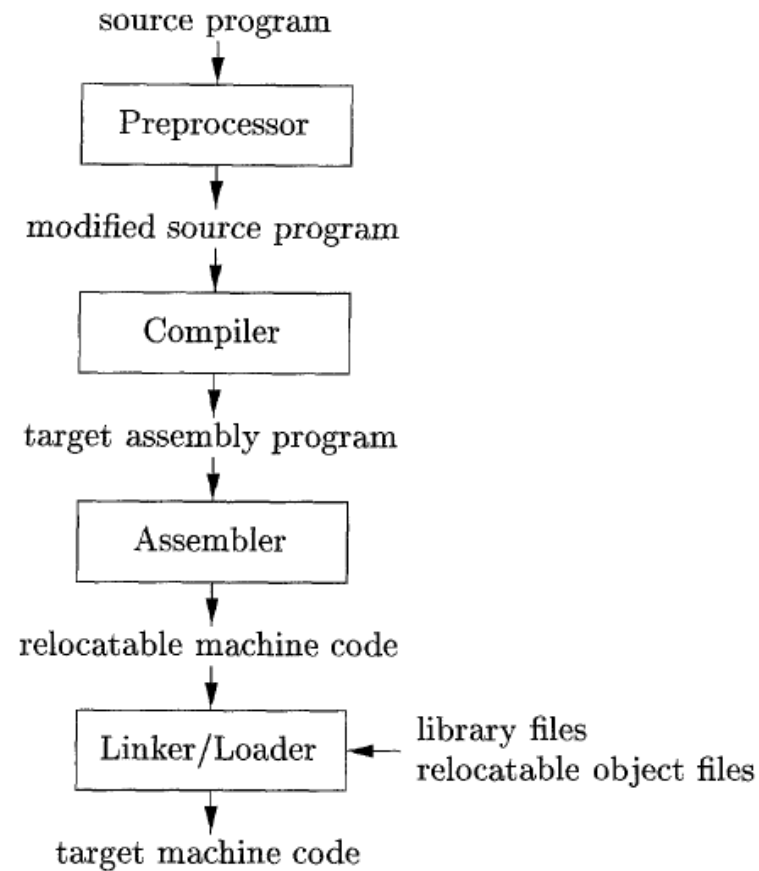 source program
Preprocessor
modified source program
Compiler
target assembly program
Assembler
relocatable machine code
Linker/Loader
library files
relocatable object files
target machine code